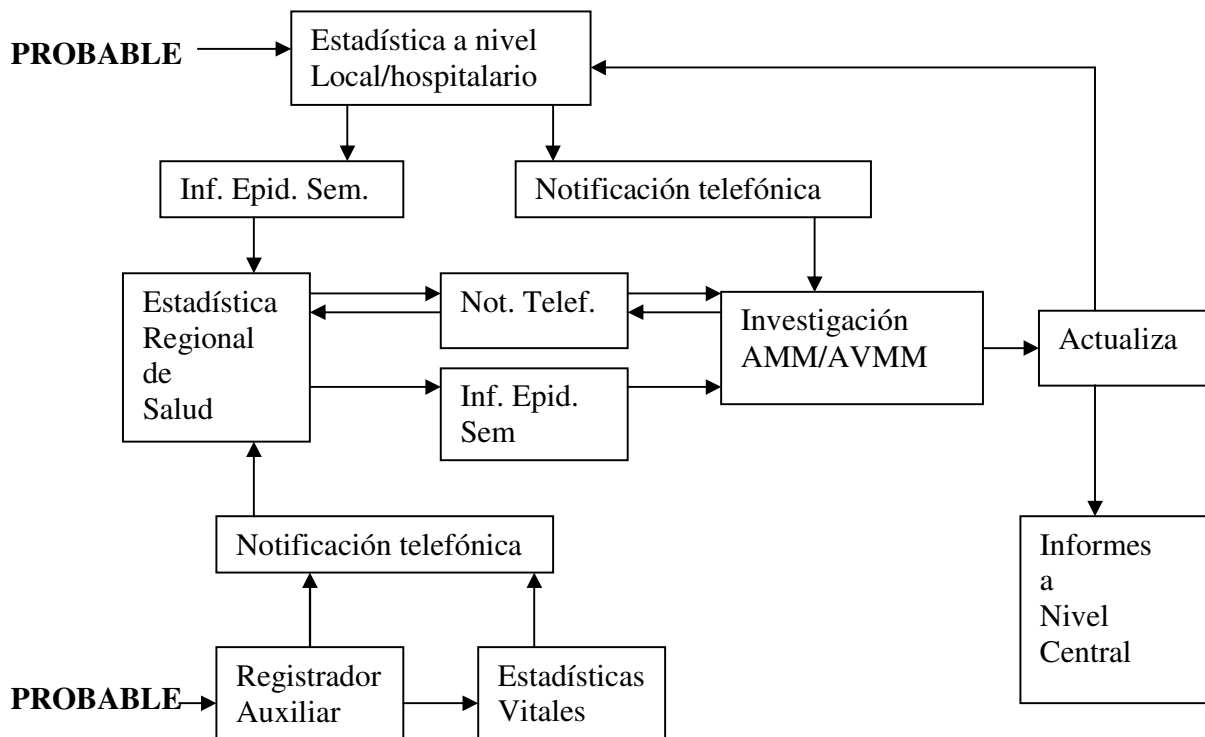 PROBABLE
Estadística a nivel
Local/hospitalario
Inf. Epid. Sem.
Notificación telefónica
Estadística
Regional
de
Salud
Not. Telef.
Investigación
AMM/AVMM
Actualiza
Inf. Epid.
Sem
Notificación telefónica
Informes
a
Nivel
Central
PROBABLE
Registrador
Auxiliar
Estadísticas
Vitales